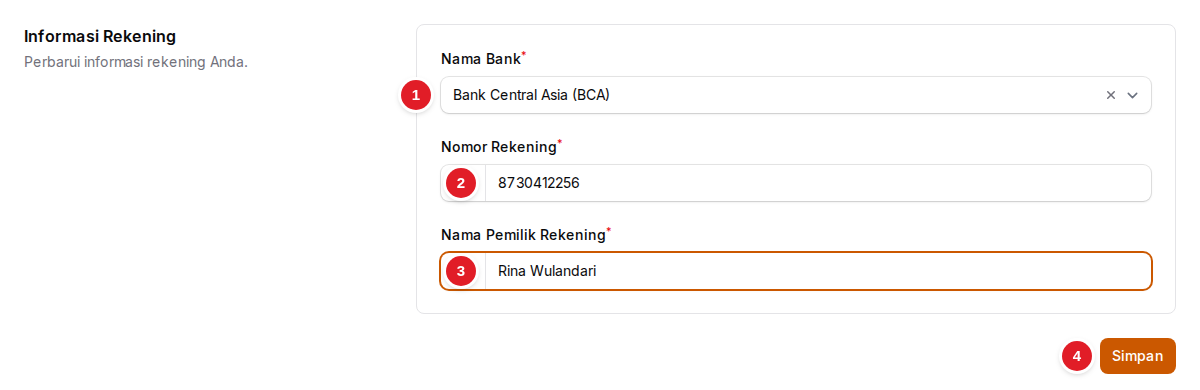 Informasi Rekening
Perbarui informasi rekening Anda.
Nama Bank*
1
Bank Central Asia (BCA)
Nomor Rekening*
2
8730412256
Nama Pemilik Rekening*
3
Rina Wulandari
4
Simpan